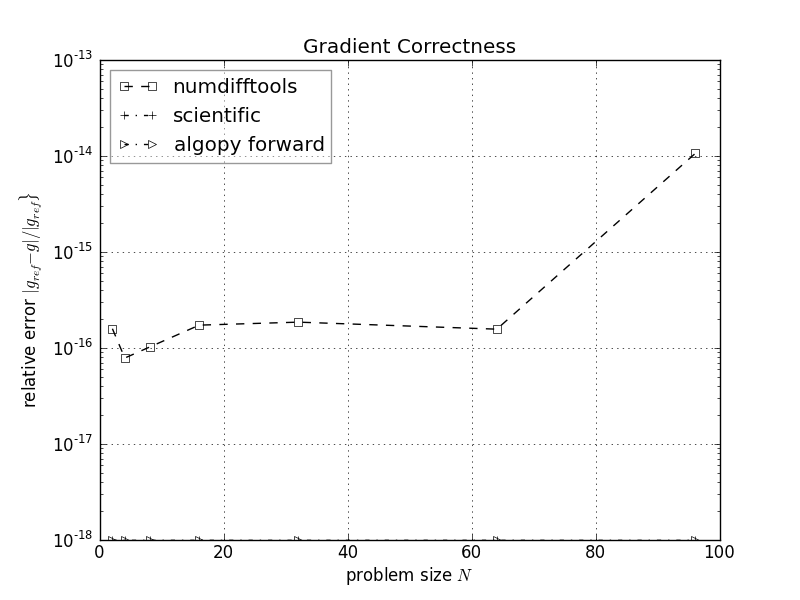 Gradient Correctness
numdifftools
scientific
algopy forward
10^-13
10^-14
10^-15
10^-16
10^-17
10^-18
relative error |g_ref−g|/|g_ref}
0 20 40 60 80 100
problem size N